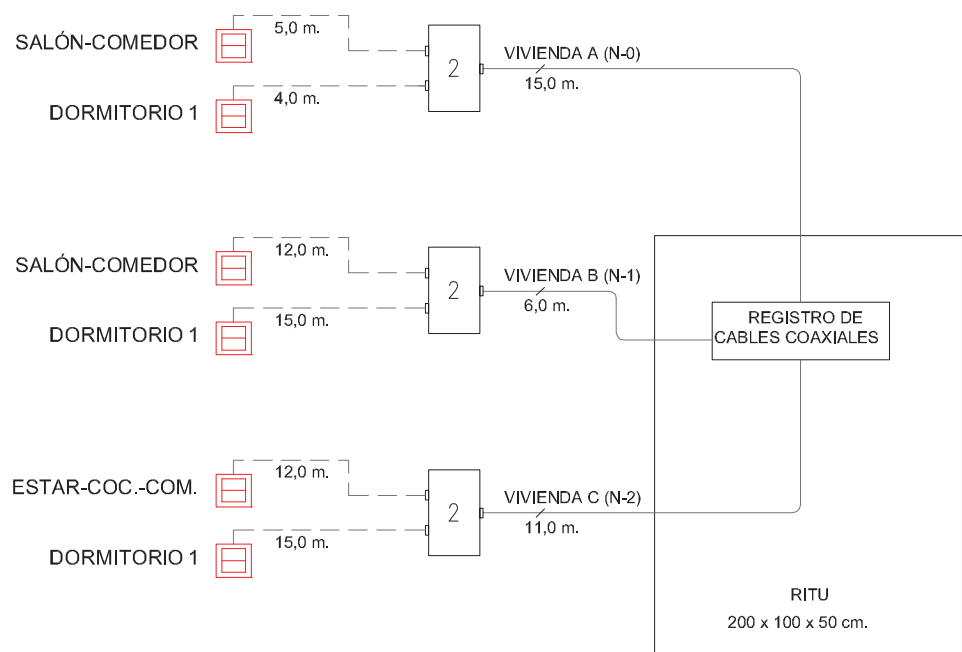 SALÓN-COMEDOR
5,0 m.
2
VIVIENDA A (N-0)
15,0 m.
DORMITORIO 1
4,0 m.
SALÓN-COMEDOR
12,0 m.
2
VIVIENDA B (N-1)
6,0 m.
DORMITORIO 1
15,0 m.
REGISTRO DE
CABLES COAXIALES
ESTAR-COC.-COM.
12,0 m.
2
VIVIENDA C (N-2)
11,0 m.
DORMITORIO 1
15,0 m.
RITU
200 x 100 x 50 cm.